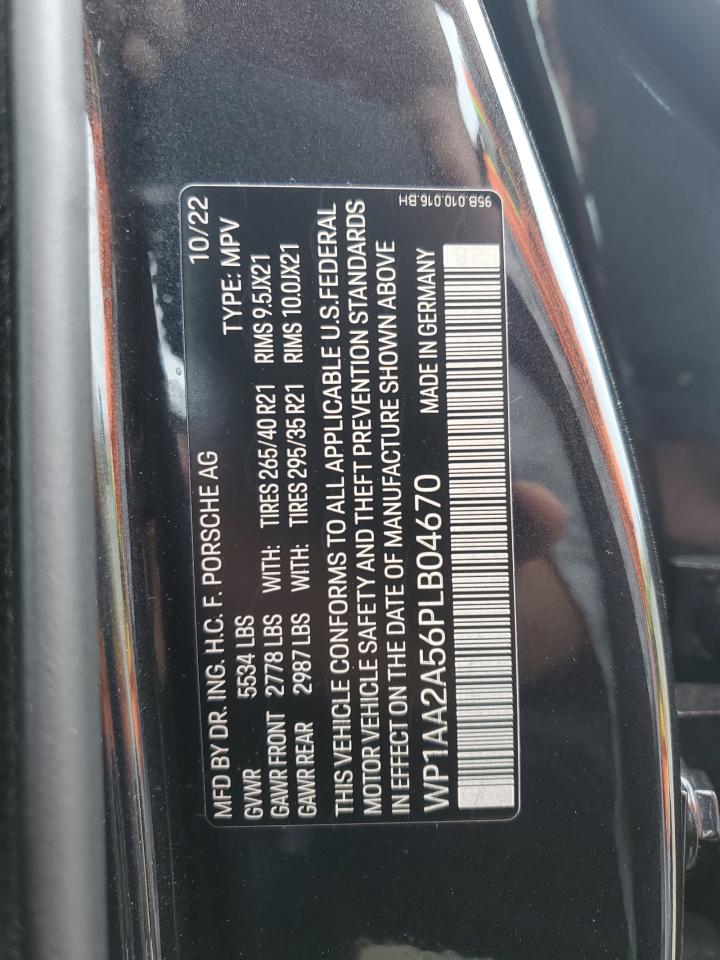 MFD BY DR. ING. H.C. F. PORSCHE AG 10/22
GVWR 5534 LBS TYPE: MPV
GAWR FRONT 2778 LBS WITH: TIRES 265/40 R21 RIMS 9.5JX21
GAWR REAR 2987 LBS WITH: TIRES 295/35 R21 RIMS 10.0JX21
THIS VEHICLE CONFORMS TO ALL APPLICABLE U.S. FEDERAL
MOTOR VEHICLE SAFETY AND THEFT PREVENTION STANDARDS
IN EFFECT ON THE DATE OF MANUFACTURE SHOWN ABOVE
WP1AA2A56PLB04670 MADE IN GERMANY
95B.010.016.BH